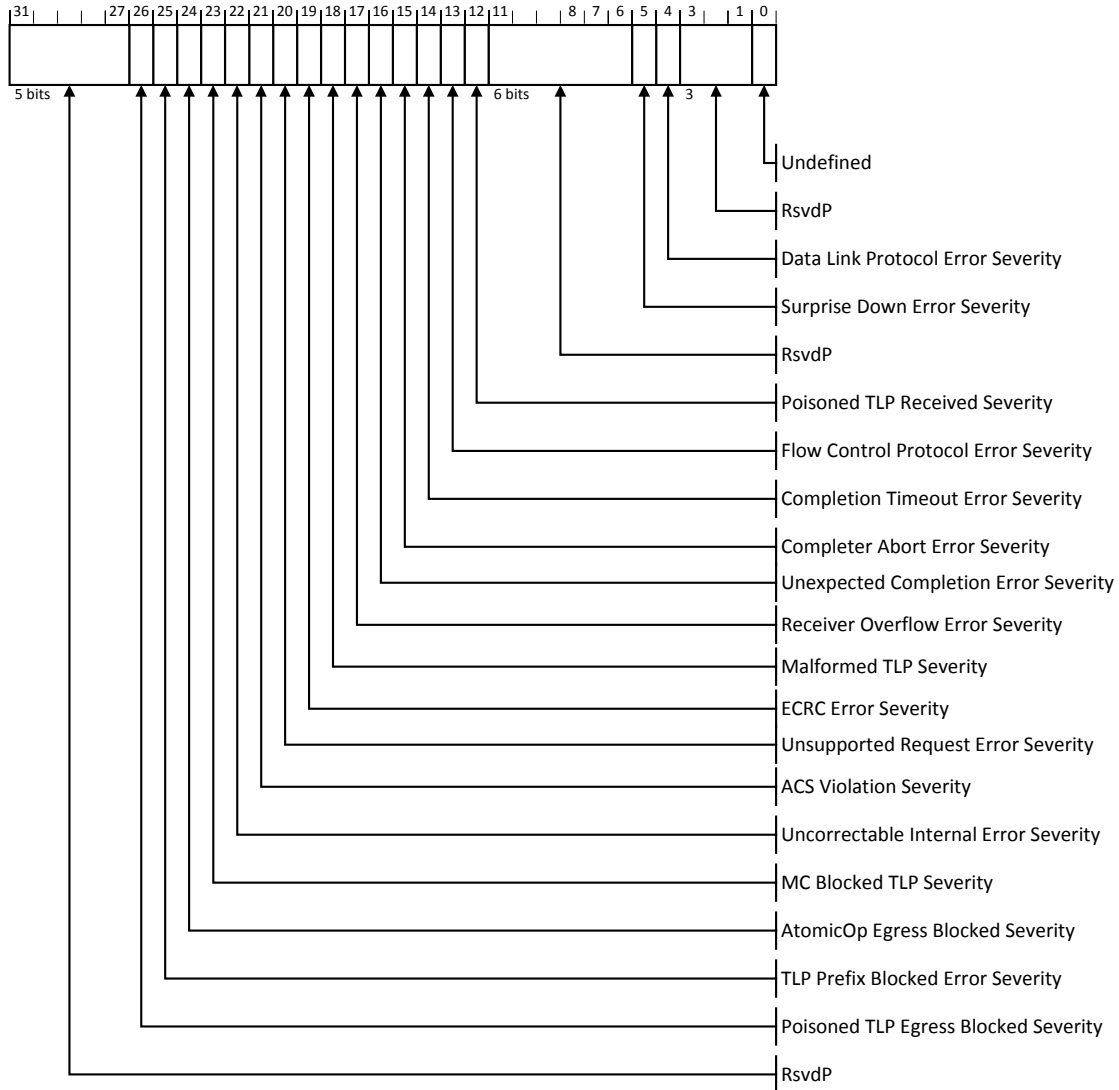 31 27 26 25 24 23 22 21 20 19 18 17 16 15 14 13 12 11 8 7 6 5 4 3 1 0
5 bits 6 bits 3
Undefined
RsvdP
Data Link Protocol Error Severity
Surprise Down Error Severity
RsvdP
Poisoned TLP Received Severity
Flow Control Protocol Error Severity
Completion Timeout Error Severity
Completer Abort Error Severity
Unexpected Completion Error Severity
Receiver Overflow Error Severity
Malformed TLP Severity
ECRC Error Severity
Unsupported Request Error Severity
ACS Violation Severity
Uncorrectable Internal Error Severity
MC Blocked TLP Severity
AtomicOp Egress Blocked Severity
TLP Prefix Blocked Error Severity
Poisoned TLP Egress Blocked Severity
RsvdP